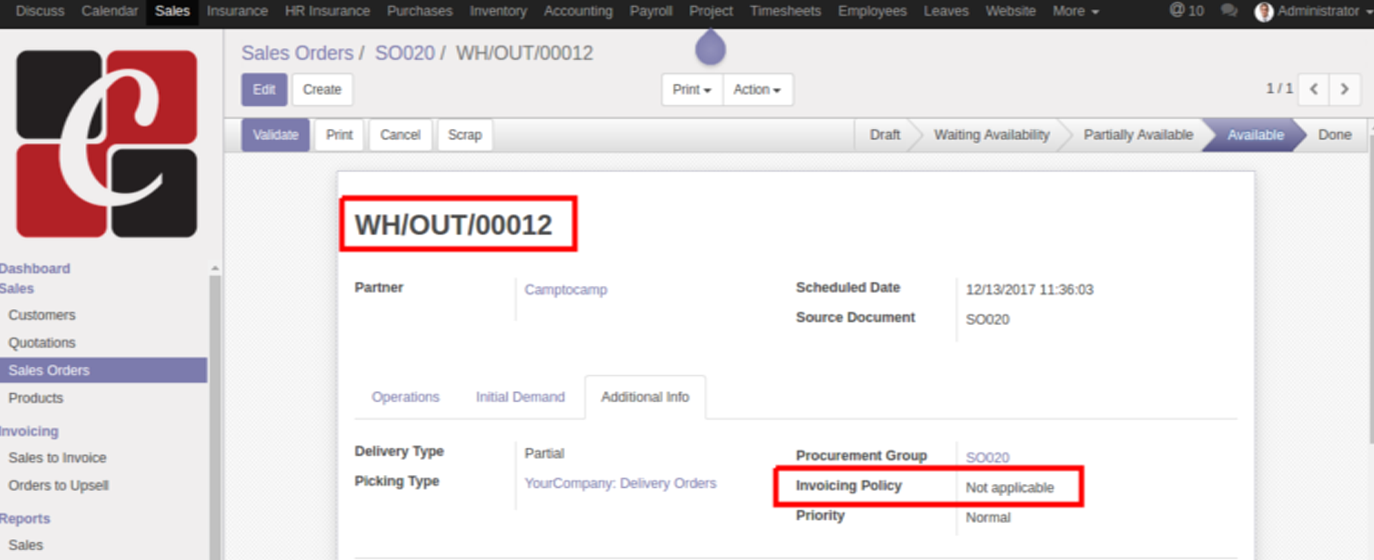 Discuss Calendar Sales Insurance HR Insurance Purchases Inventory Accounting Payroll Project Timesheets Employees Leaves Website More @ 10 Administrator
Sales Orders / SO020 / WH/OUT/00012
Edit Create Print Action 1 / 1
Validate Print Cancel Scrap Draft Waiting Availability Partially Available Available Done
C
WH/OUT/00012
Dashboard
Sales
Customers
Quotations
Sales Orders
Products
Invoicing
Sales to Invoice
Orders to Upsell
Reports
Sales
Partner Camptocamp Scheduled Date 12/13/2017 11:36:03
Source Document SO020
Operations Initial Demand Additional Info
Delivery Type Partial Procurement Group SO020
Picking Type YourCompany: Delivery Orders Invoicing Policy Not applicable
Priority Normal